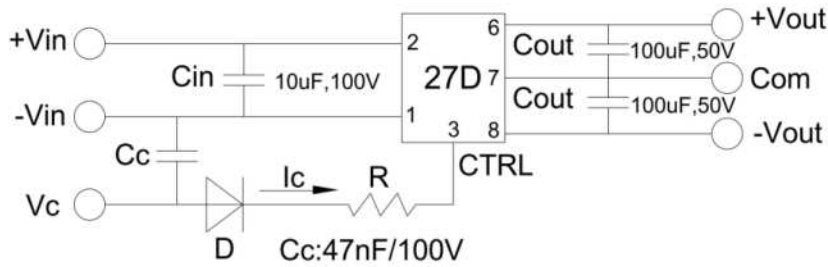 +Vin
2
Cin
10uF,100V
-Vin
1
27D
3
6
7
8
+Vout
Cout
100uF,50V
Com
Cout
100uF,50V
-Vout
CTRL
Cc
Vc
D
Ic
R
Cc:47nF/100V